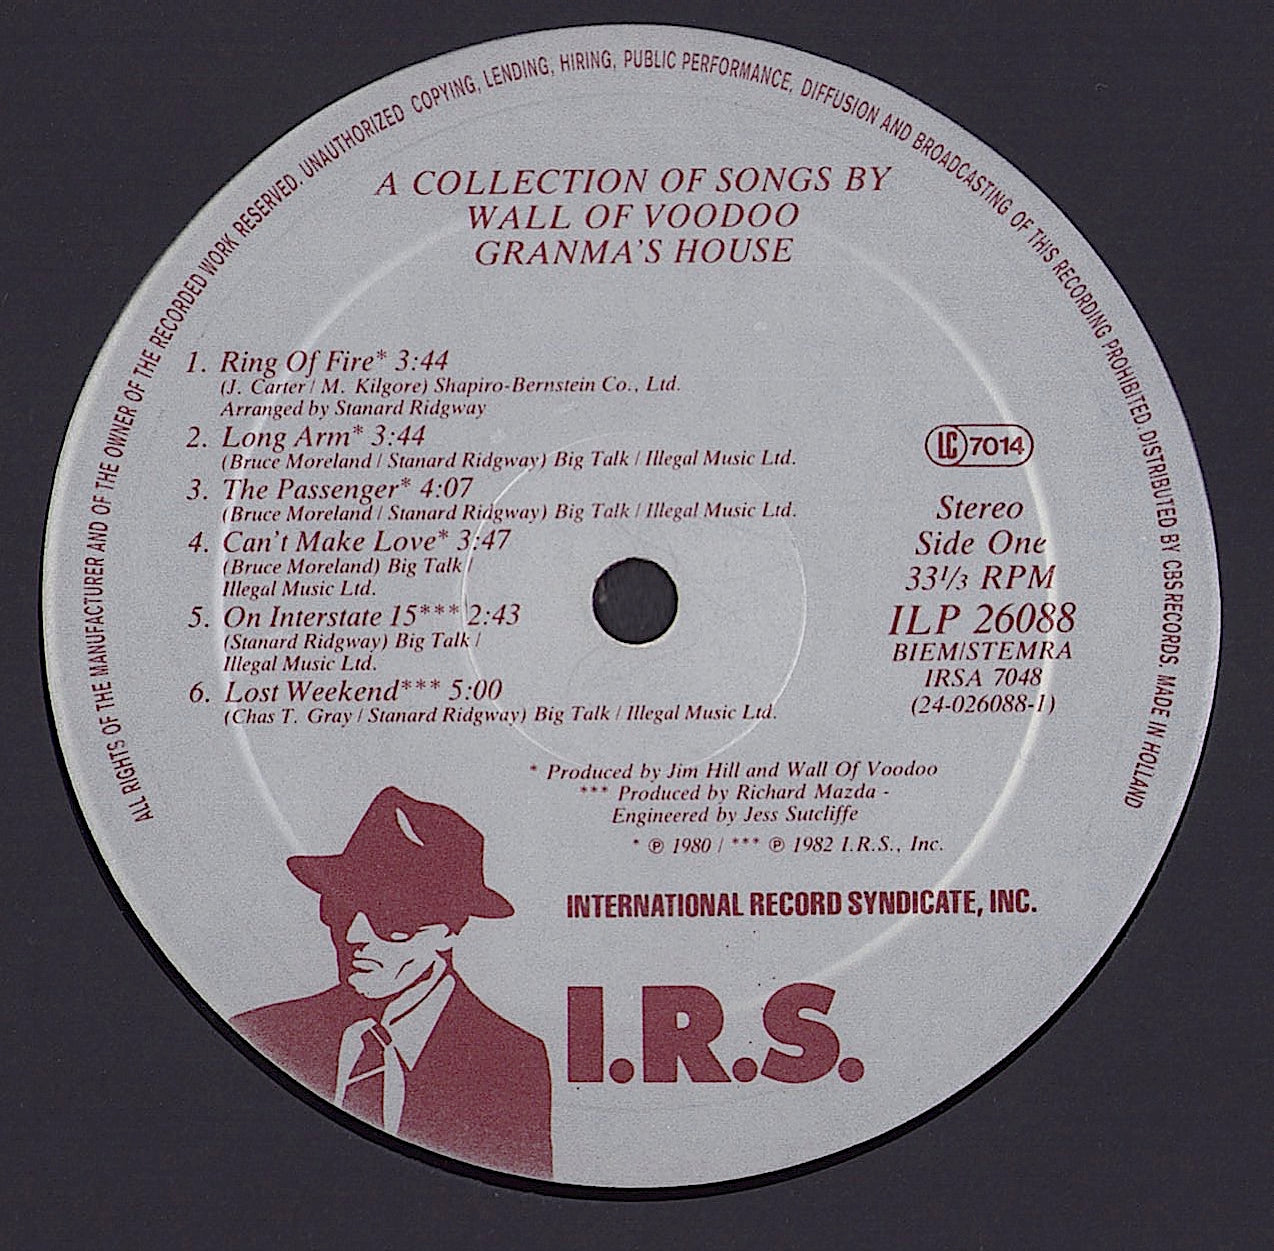 ALL RIGHTS OF THE MANUFACTURER AND OF THE OWNER OF THE RECORDED WORK RESERVED. UNAUTHORIZED COPYING, LENDING, HIRING, PUBLIC PERFORMANCE, DIFFUSION AND BROADCASTING OF THIS RECORDING PROHIBITED. DISTRIBUTED BY CBS RECORDS. MADE IN HOLLAND
A COLLECTION OF SONGS BY
WALL OF VOODOO
GRANMA'S HOUSE
1. Ring Of Fire* 3:44
(J. Carter / M. Kilgore) Shapiro-Bernstein Co., Ltd.
Arranged by Stanard Ridgway
2. Long Arm* 3:44
(Bruce Moreland / Stanard Ridgway) Big Talk / Illegal Music Ltd.
3. The Passenger* 4:07
(Bruce Moreland / Stanard Ridgway) Big Talk / Illegal Music Ltd.
4. Can't Make Love* 3:47
(Bruce Moreland) Big Talk /
Illegal Music Ltd.
5. On Interstate 15*** 2:43
(Stanard Ridgway) Big Talk /
Illegal Music Ltd.
6. Lost Weekend*** 5:00
(Chas T. Gray / Stanard Ridgway) Big Talk / Illegal Music Ltd.
LC 7014
Stereo
Side One
33⅓ RPM
ILP 26088
BIEM/STEMRA
IRSA 7048
(24-026088-1)
* Produced by Jim Hill and Wall Of Voodoo
*** Produced by Richard Mazda -
Engineered by Jess Sutcliffe
* ℗ 1980 / *** ℗ 1982 I.R.S., Inc.
INTERNATIONAL RECORD SYNDICATE, INC.
I.R.S.